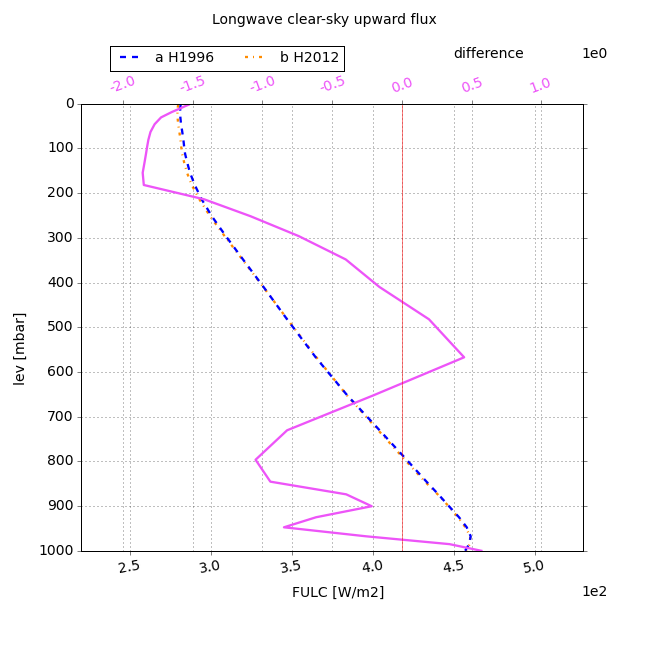 Longwave clear-sky upward flux
a H1996 b H2012 difference 1e0
-2.0 -1.5 -1.0 -0.5 0.0 0.5 1.0
0
100
200
300
400
500
600
700
800
900
1000
lev [mbar]
2.5 3.0 3.5 4.0 4.5 5.0
FULC [W/m2] 1e2